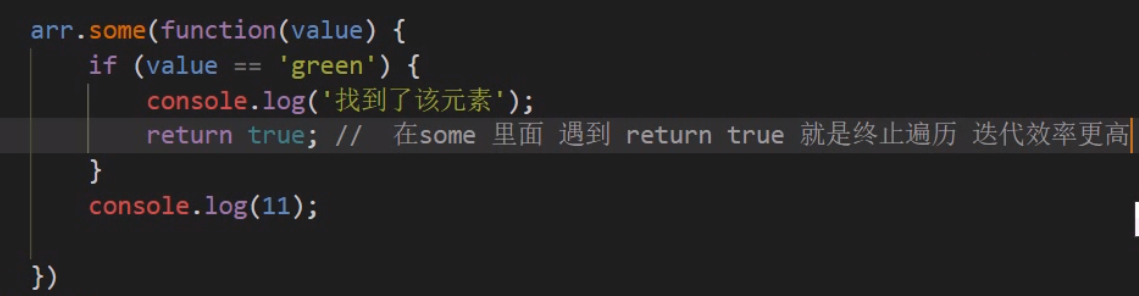 arr.some(function(value) {
if (value == 'green') {
console.log('找到了该元素');
return true; //  在some 里面 遇到 return true 就是终止遍历 迭代效率更高
}
console.log(11);
})